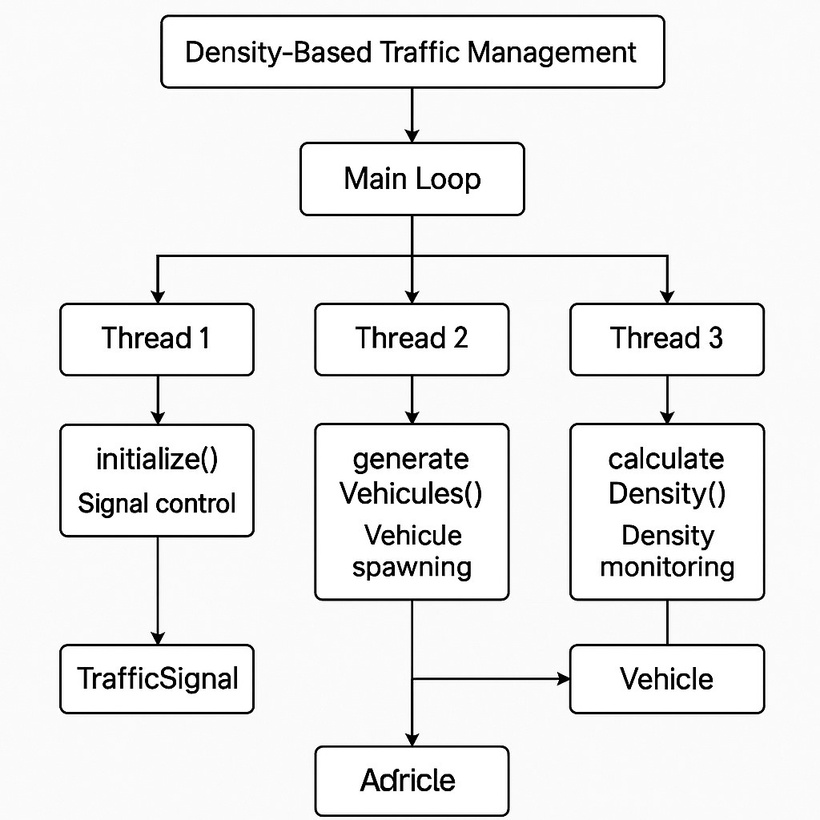 Density-Based Traffic Management
Main Loop
Thread 1
Thread 2
Thread 3
initialize()
Signal control
generate
Vehicules()
Vehicule
spawning
calculate
Density()
Density
monitoring
TrafficSignal
Vehicle
Adricle